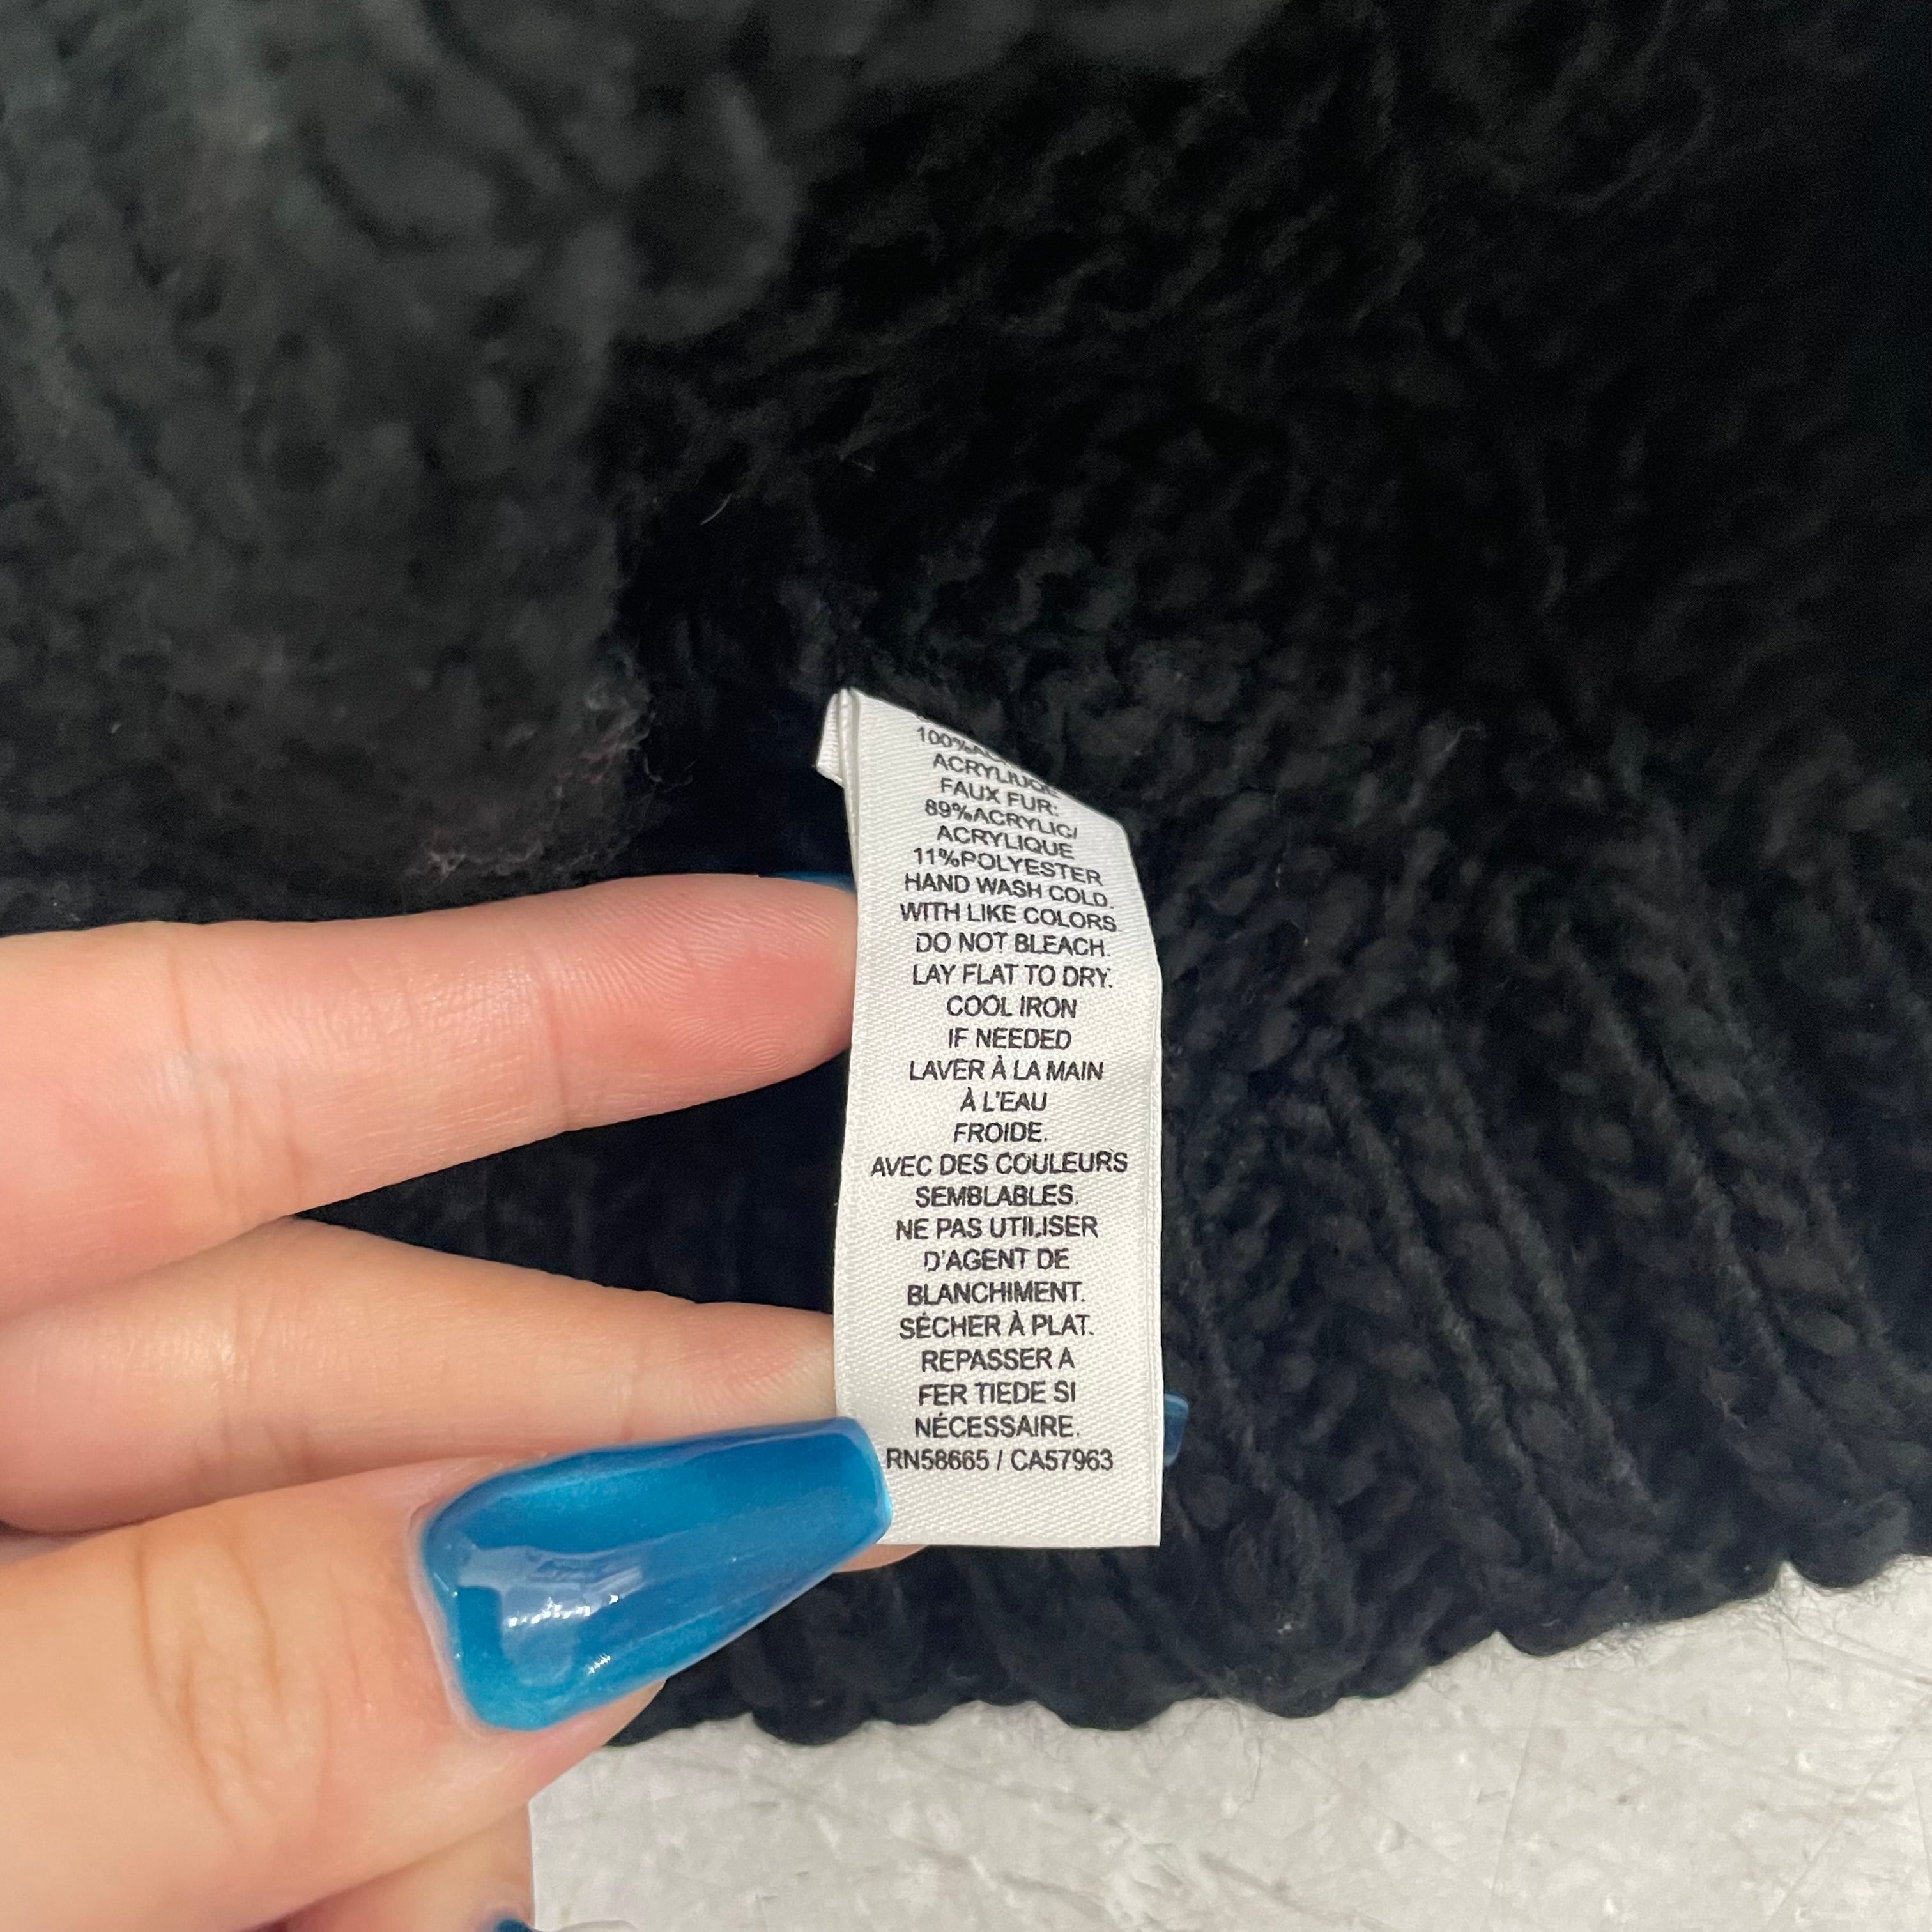 100%
ACRYLIUQE
FAUX FUR:
89%ACRYLIC/
ACRYLIQUE
11%POLYESTER
HAND WASH COLD.
WITH LIKE COLORS
DO NOT BLEACH.
LAY FLAT TO DRY.
COOL IRON
IF NEEDED
LAVER À LA MAIN
À L'EAU
FROIDE.
AVEC DES COULEURS
SEMBLABLES.
NE PAS UTILISER
D'AGENT DE
BLANCHIMENT.
SÉCHER À PLAT.
REPASSER A
FER TIEDE SI
NÉCESSAIRE.
RN58665 / CA57963